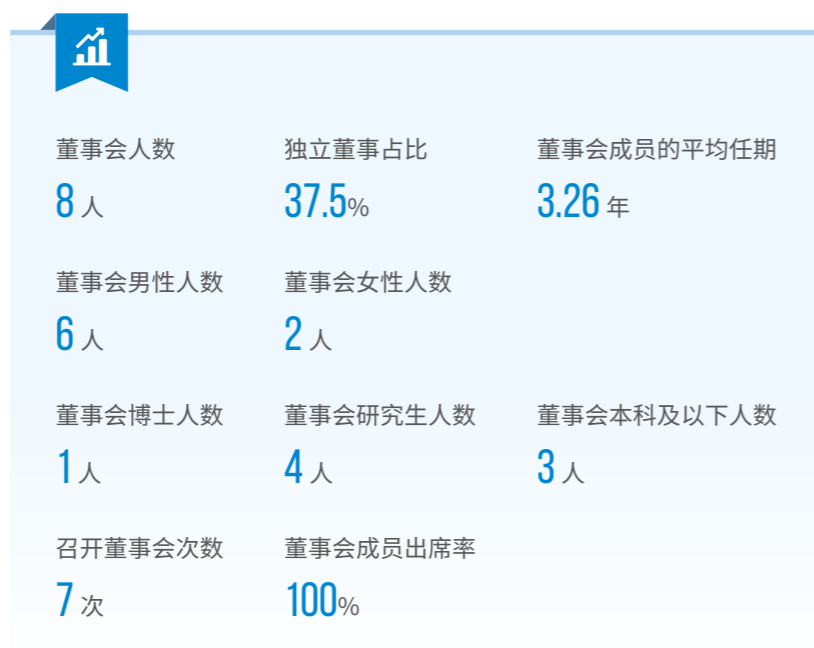 董事会人数 独立董事占比 董事会成员的平均任期
8 人 37.5% 3.26 年
董事会男性人数 董事会女性人数
6 人 2 人
董事会博士人数 董事会研究生人数 董事会本科及以下人数
1 人 4 人 3 人
召开董事会次数 董事会成员出席率
7 次 100%